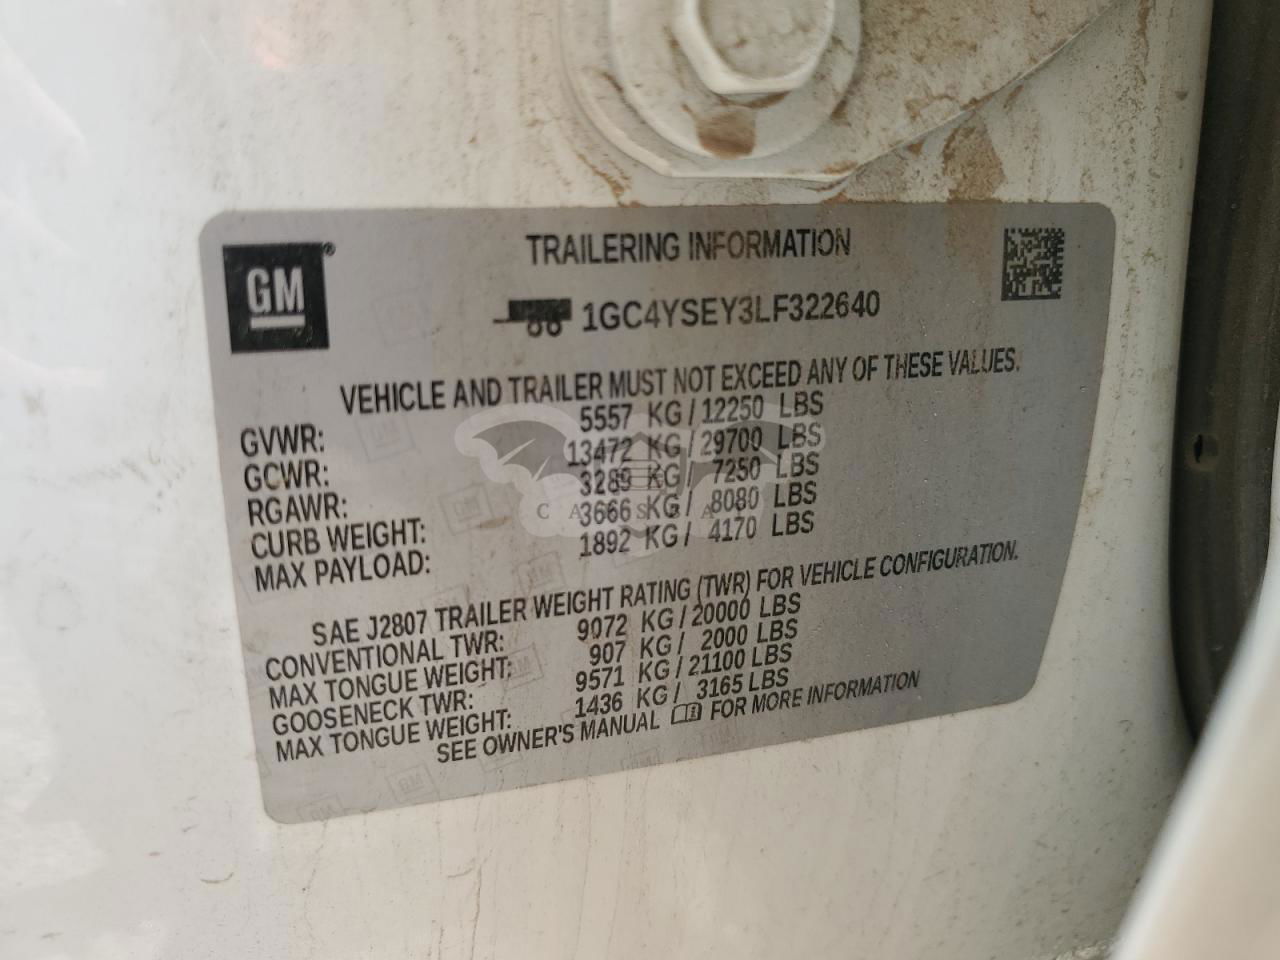 GM®
TRAILERING INFORMATION
1GC4YSEY3LF322640
VEHICLE AND TRAILER MUST NOT EXCEED ANY OF THESE VALUES.
GVWR: 5557 KG / 12250 LBS
GCWR: 13472 KG / 29700 LBS
RGAWR: 3289 KG / 7250 LBS
CURB WEIGHT: 3666 KG / 8080 LBS
MAX PAYLOAD: 1892 KG / 4170 LBS
SAE J2807 TRAILER WEIGHT RATING (TWR) FOR VEHICLE CONFIGURATION.
CONVENTIONAL TWR: 9072 KG / 20000 LBS
MAX TONGUE WEIGHT: 907 KG / 2000 LBS
GOOSENECK TWR: 9571 KG / 21100 LBS
MAX TONGUE WEIGHT: 1436 KG / 3165 LBS
SEE OWNER'S MANUAL FOR MORE INFORMATION